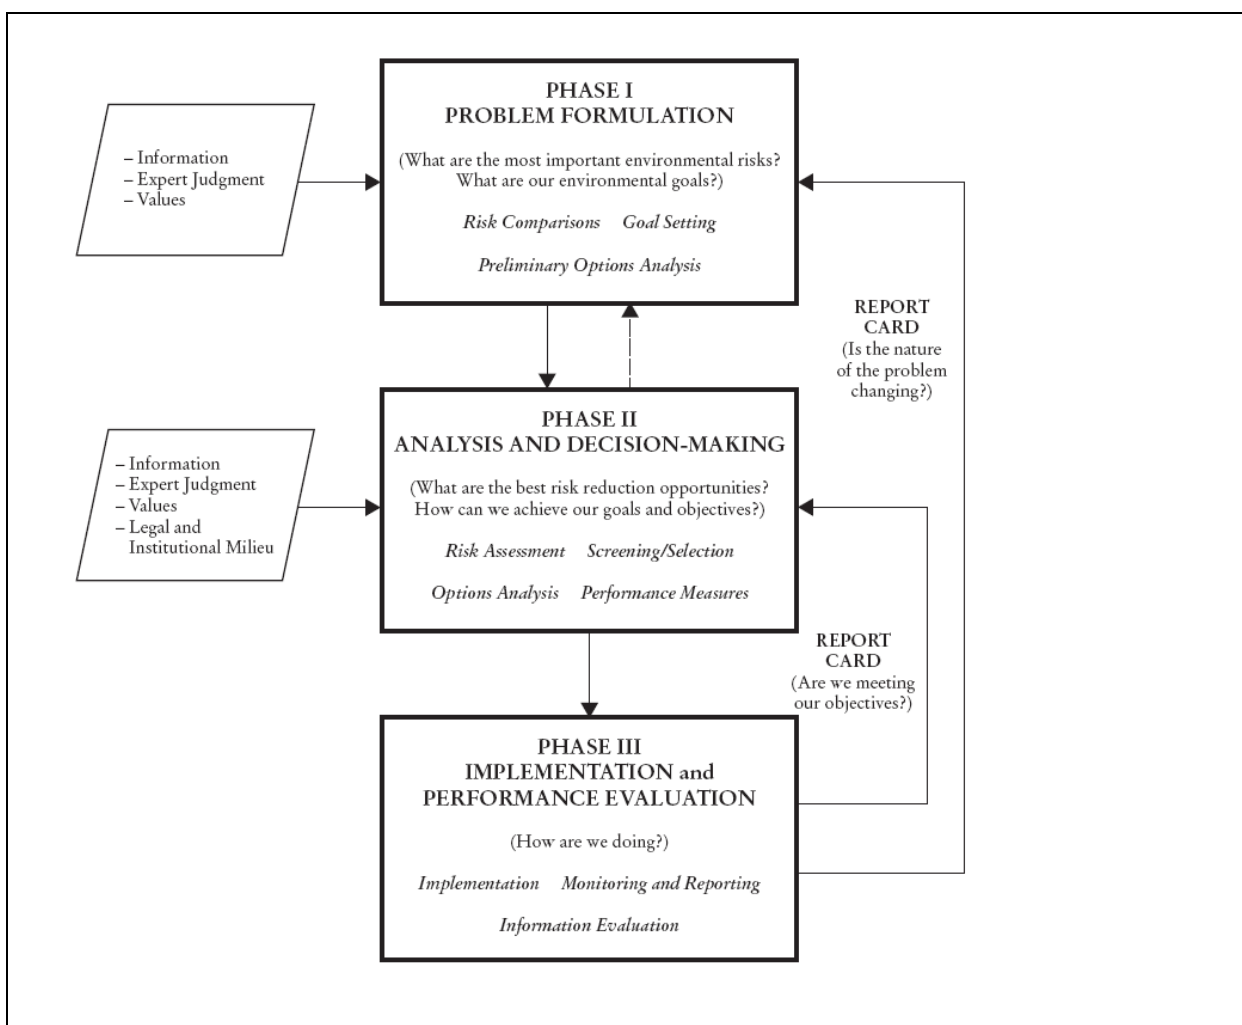 PHASE I
PROBLEM FORMULATION
(What are the most important environmental risks?
What are our environmental goals?)
Risk Comparisons Goal Setting
Preliminary Options Analysis
– Information
– Expert Judgment
– Values
REPORT
CARD
(Is the nature
of the problem
changing?)
PHASE II
ANALYSIS AND DECISION-MAKING
(What are the best risk reduction opportunities?
How can we achieve our goals and objectives?)
Risk Assessment Screening/Selection
Options Analysis Performance Measures
– Information
– Expert Judgment
– Values
– Legal and
Institutional Milieu
REPORT
CARD
(Are we meeting
our objectives?)
PHASE III
IMPLEMENTATION and
PERFORMANCE EVALUATION
(How are we doing?)
Implementation Monitoring and Reporting
Information Evaluation